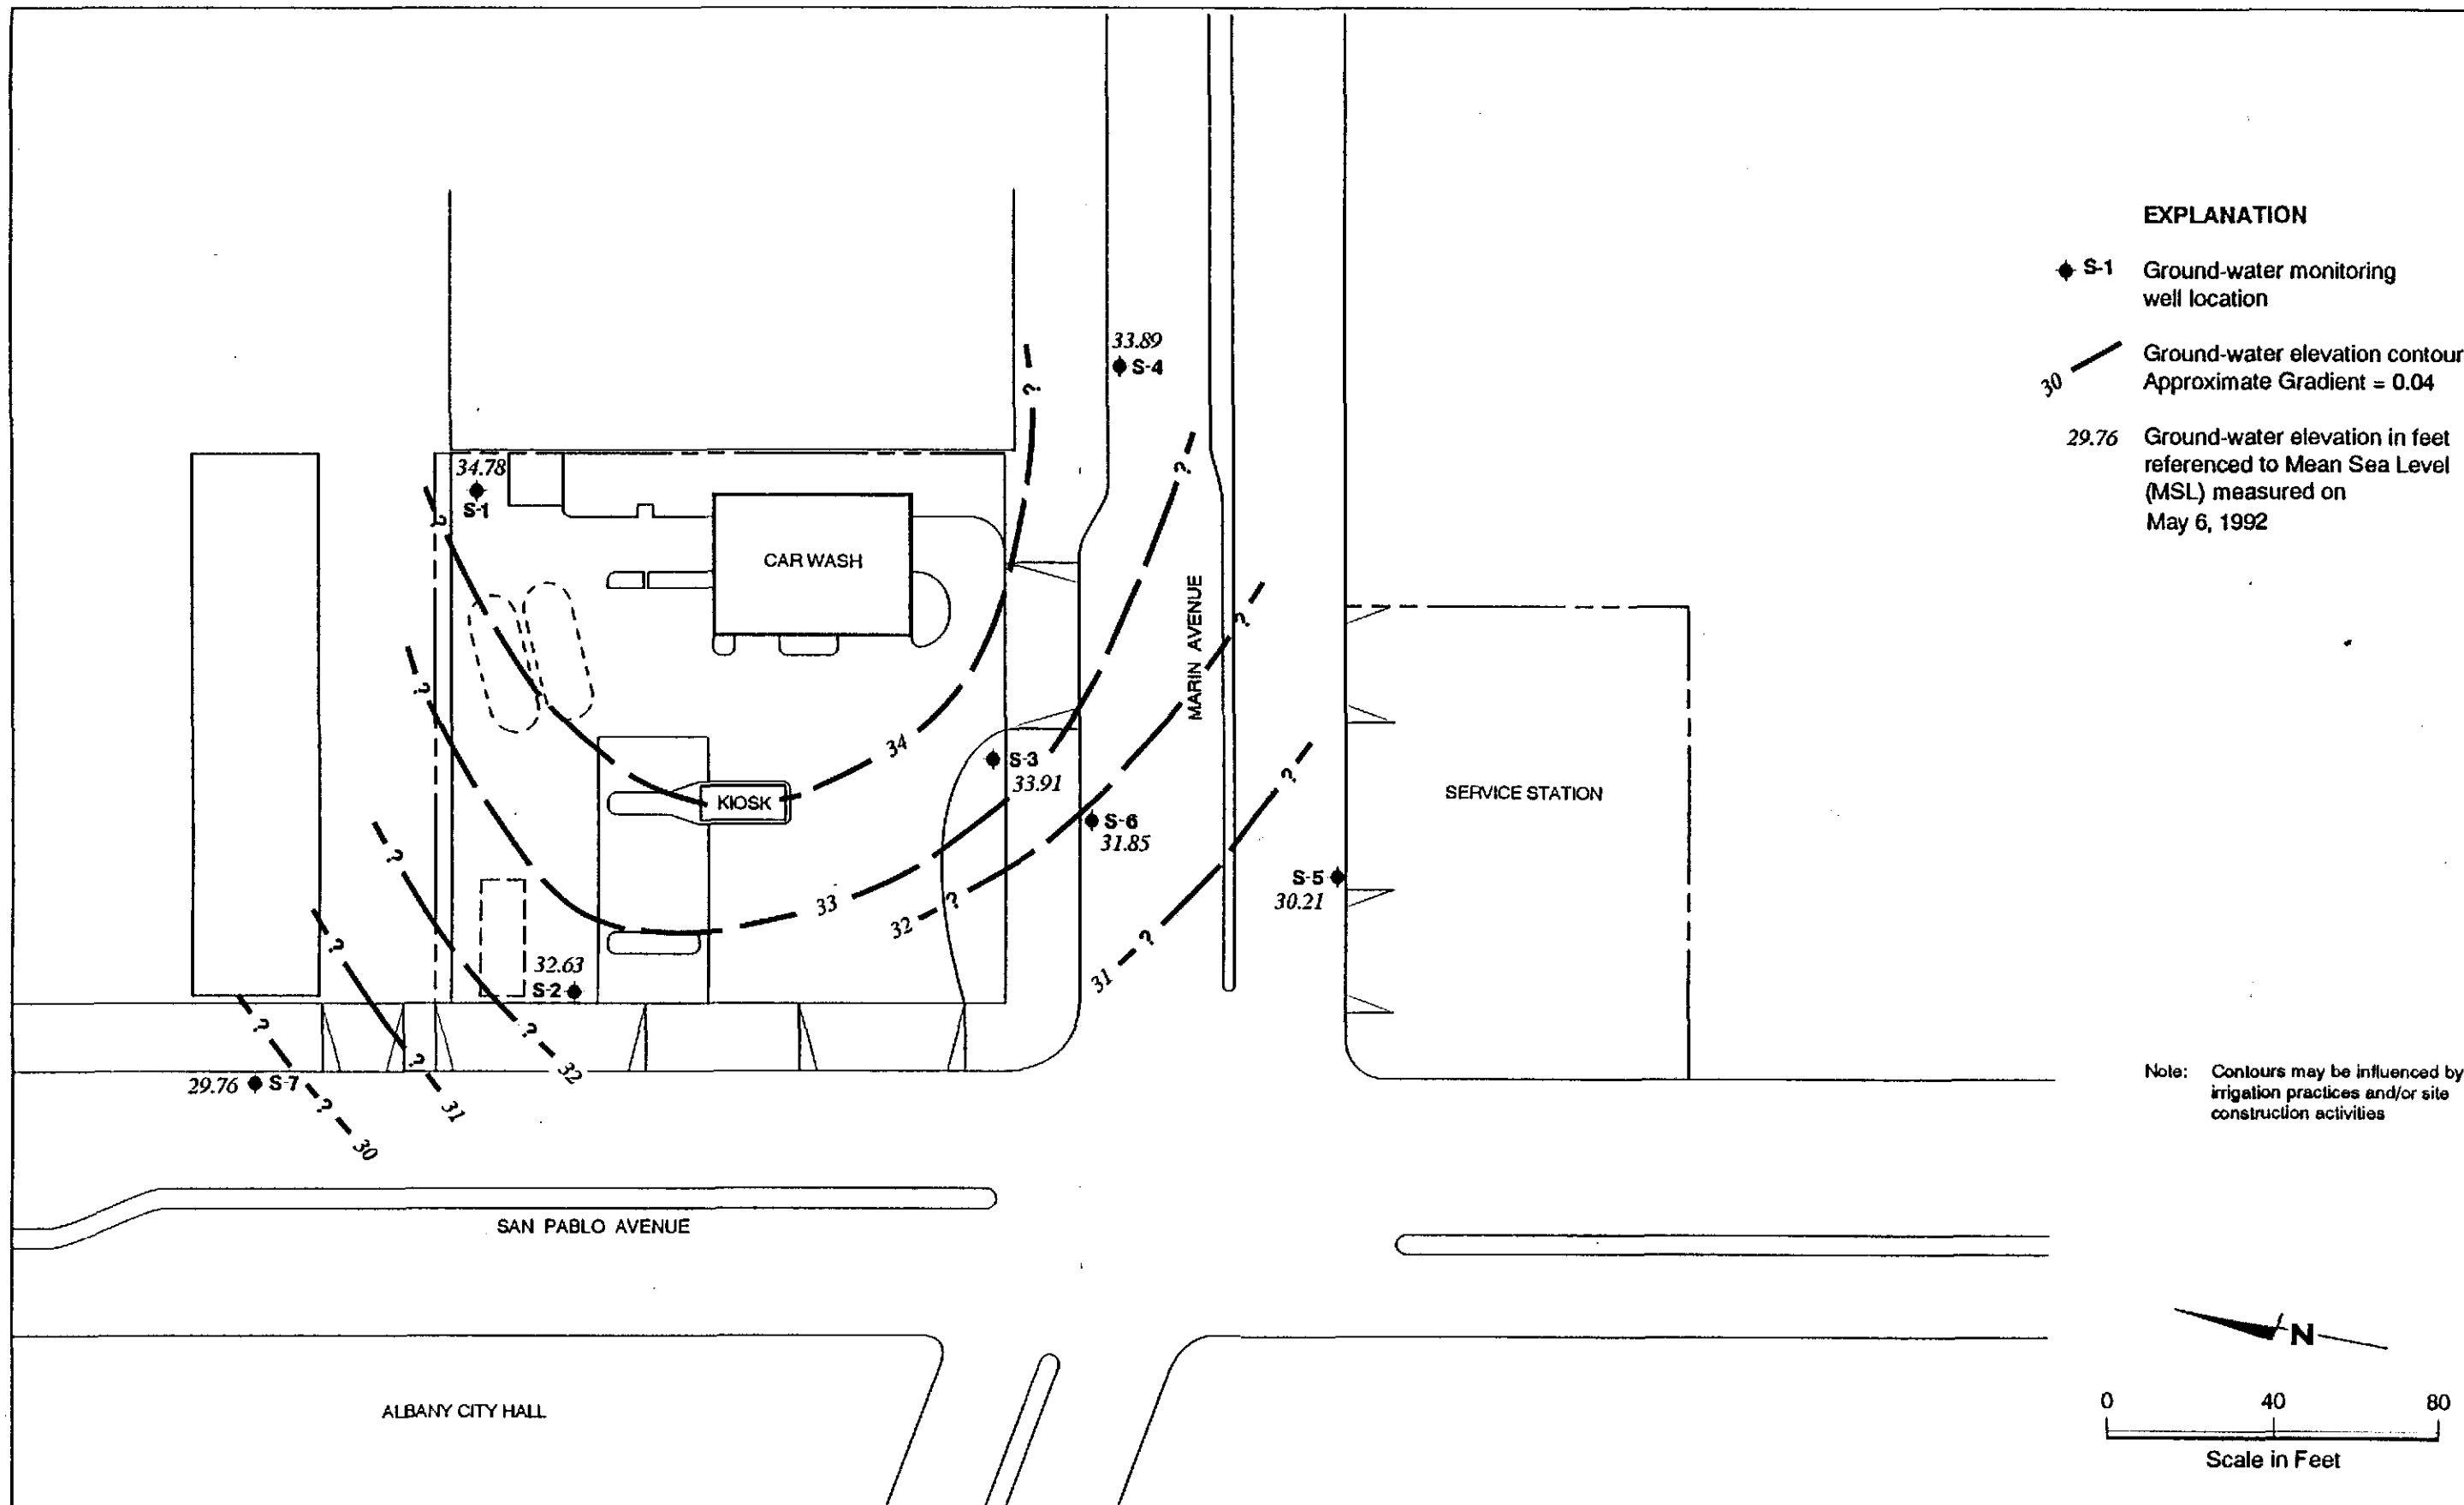 EXPLANATION
S-1 Ground-water monitoring
well location
30 Ground-water elevation contour
Approximate Gradient = 0.04
29.76 Ground-water elevation in feet
referenced to Mean Sea Level
(MSL) measured on
May 6, 1992
33.89
S-4
?
?
34.78
S-1
?
CAR WASH
MARIN AVENUE
?
?
34
S-3
33.91
?
KIOSK
SERVICE STATION
S-6
31.85
?
S-5
30.21
33
32 ?
?
31 ?
32.63
S-2
?
?
?
32
29.76 S-7
31
?
30
Note: Contours may be influenced by
irrigation practices and/or site
construction activities
SAN PABLO AVENUE
N
ALBANY CITY HALL
0 40 80
Scale in Feet